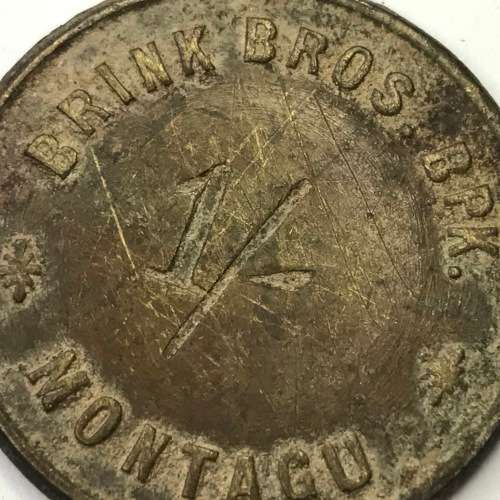 BRINK BROS. BPK.
1/-
MONTAGU